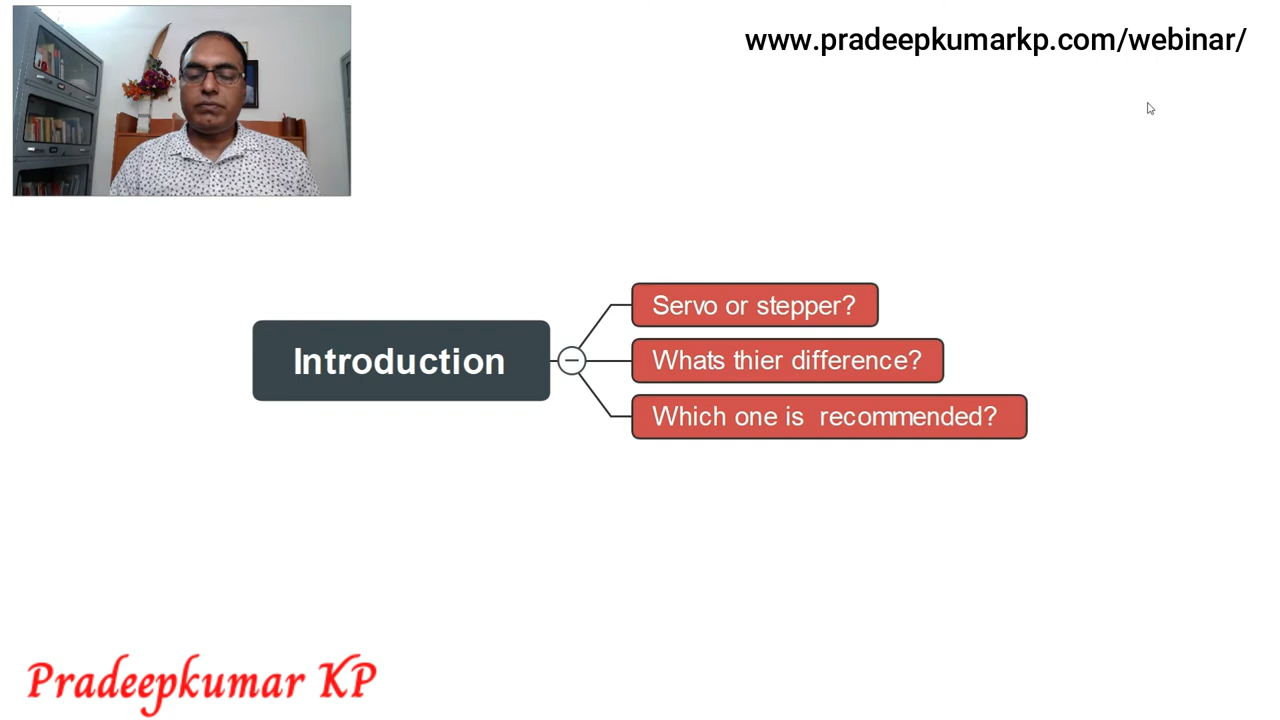 www.pradeepkumarkp.com/webinar/
Servo or stepper?
Introduction
Whats thier difference?
Which one is recommended?
Pradeepkumar KP